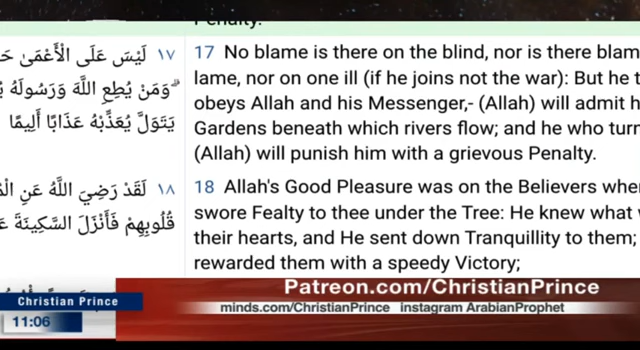 Penalty.
١٧ لَيْسَ عَلَى الْأَعْمَىٰ
وَمَنْ يُطِعِ اللَّهَ وَرَسُولَهُ
يَتَوَلَّ يُعَذِّبْهُ عَذَابًا أَلِيمًا
17 No blame is there on the blind, nor is there blam
lame, nor on one ill (if he joins not the war): But he t
obeys Allah and his Messenger,- (Allah) will admit h
Gardens beneath which rivers flow; and he who turn
(Allah) will punish him with a grievous Penalty.
١٨ لَقَدْ رَضِيَ اللَّهُ عَنِ
قُلُوبِهِمْ فَأَنْزَلَ السَّكِينَةَ
18 Allah's Good Pleasure was on the Believers whe
swore Fealty to thee under the Tree: He knew what
their hearts, and He sent down Tranquillity to them;
rewarded them with a speedy Victory;
Patreon.com/ChristianPrince
minds.com/ChristianPrince instagram ArabianProphet
Christian Prince
11:06